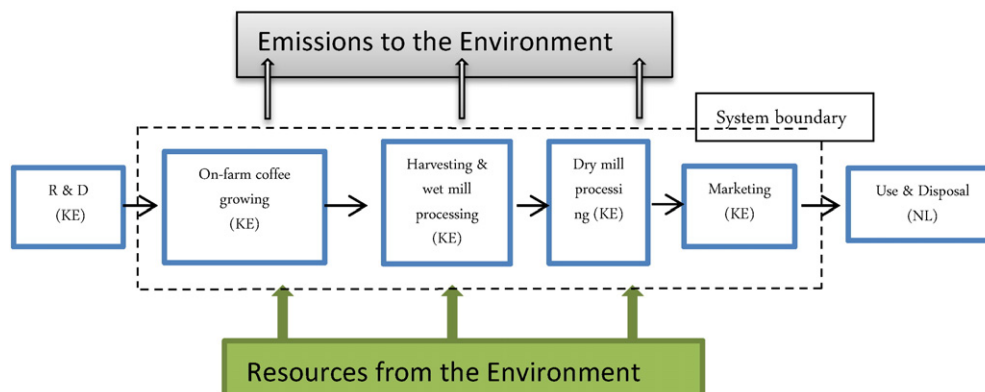 Emissions to the Environment
System boundary
R & D
(KE)
On-farm coffee
growing
(KE)
Harvesting &
wet mill
processing
(KE)
Dry mill
processi
ng (KE)
Marketing
(KE)
Use & Disposal
(NL)
Resources from the Environment